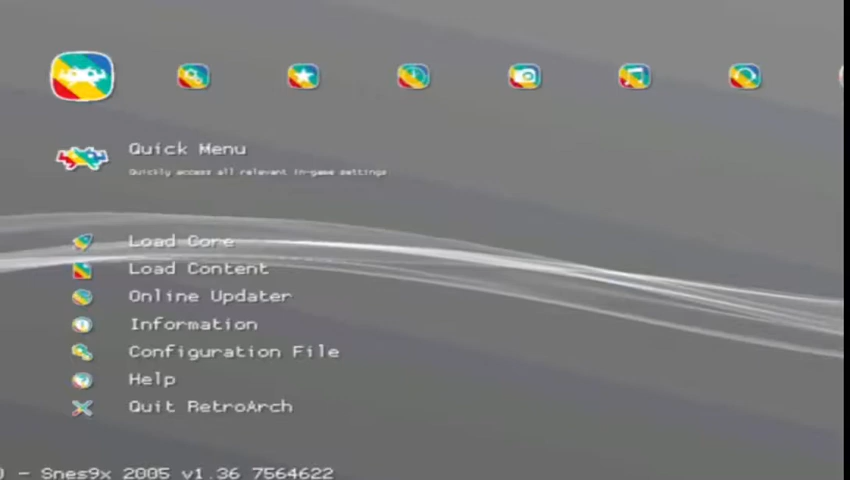 Quick Menu
Quickly access all relevant in-game settings
Load Core
Load Content
Online Updater
Information
Configuration File
Help
Quit RetroArch
- Snes9x 2005 v1.36 7564622